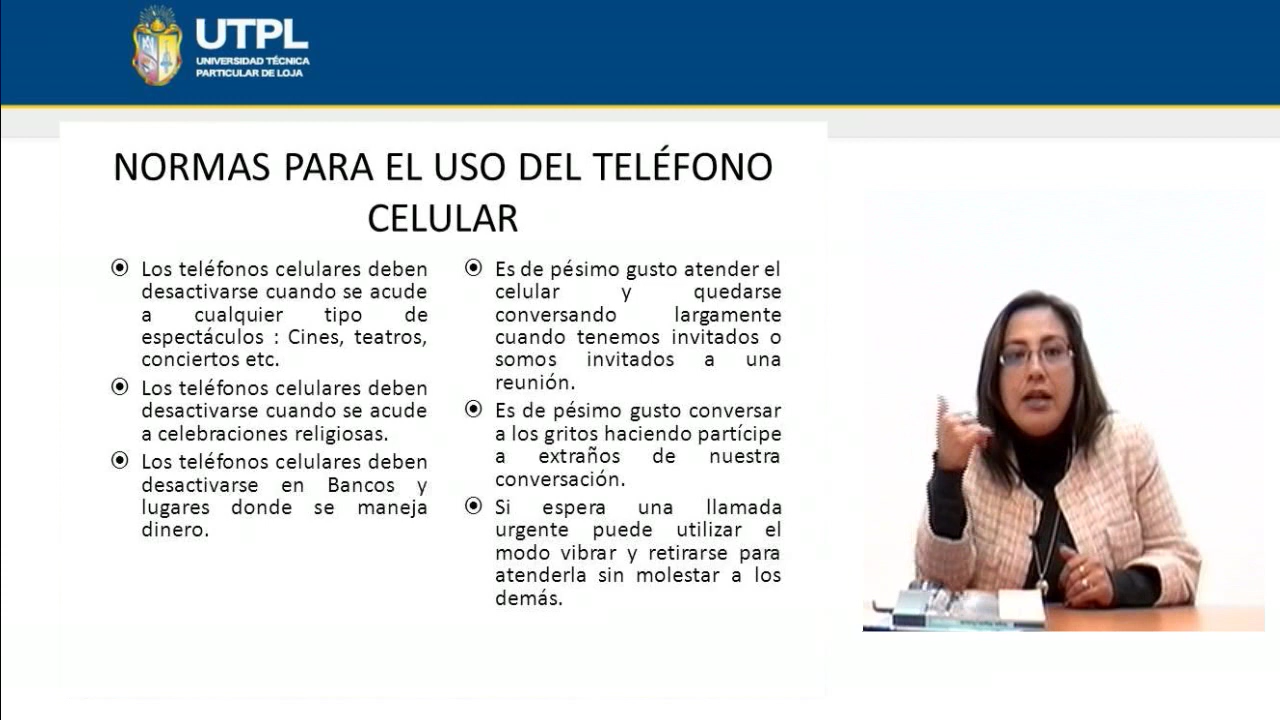 UTPL
UNIVERSIDAD TÉCNICA
PARTICULAR DE LOJA
NORMAS PARA EL USO DEL TELÉFONO
CELULAR
Los teléfonos celulares deben
desactivarse cuando se acude
a cualquier tipo de
espectáculos : Cines, teatros,
conciertos etc.
Los teléfonos celulares deben
desactivarse cuando se acude
a celebraciones religiosas.
Los teléfonos celulares deben
desactivarse en Bancos y
lugares donde se maneja
dinero.
Es de pésimo gusto atender el
celular y quedarse
conversando largamente
cuando tenemos invitados o
somos invitados a una
reunión.
Es de pésimo gusto conversar
a los gritos haciendo partícipe
a extraños de nuestra
conversación.
Si espera una llamada
urgente puede utilizar el
modo vibrar y retirarse para
atenderla sin molestar a los
demás.